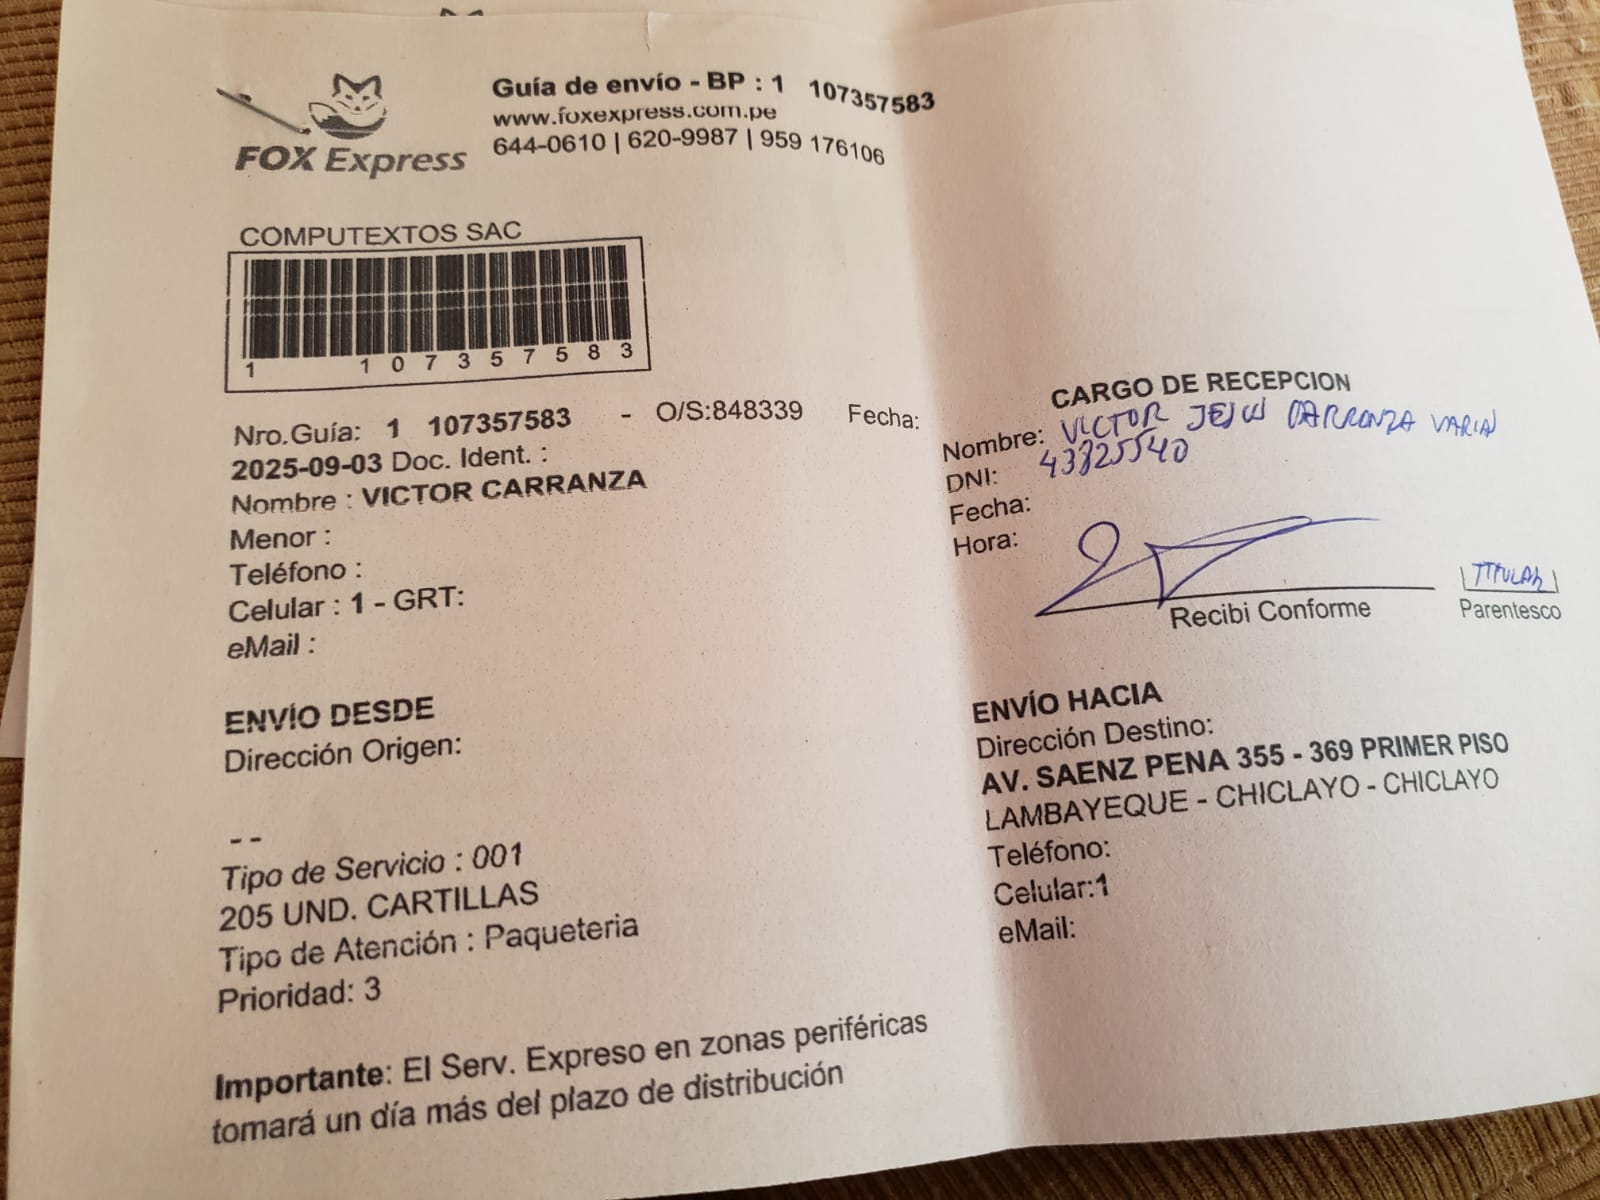 FOX Express
Guía de envío - BP : 1 107357583
www.foxexpress.com.pe
644-0610 | 620-9987 | 959 176106
COMPUTEXTOS SAC
1 107357583
Nro.Guía: 1 107357583 - O/S:848339 Fecha:
2025-09-03 Doc. Ident. :
Nombre : VICTOR CARRANZA
Menor :
Teléfono :
Celular : 1 - GRT:
eMail :
CARGO DE RECEPCION
Nombre: VICTOR JESUS CARRANZA
DNI: 43825540
Fecha:
Hora:
Recibi Conforme
TITULAR
Parentesco
ENVÍO DESDE
Dirección Origen:
- -
Tipo de Servicio : 001
205 UND. CARTILLAS
Tipo de Atención : Paqueteria
Prioridad: 3
ENVÍO HACIA
Dirección Destino:
AV. SAENZ PENA 355 - 369 PRIMER PISO
LAMBAYEQUE - CHICLAYO - CHICLAYO
Teléfono:
Celular:1
eMail:
Importante: El Serv. Expreso en zonas periféricas
tomará un día más del plazo de distribución